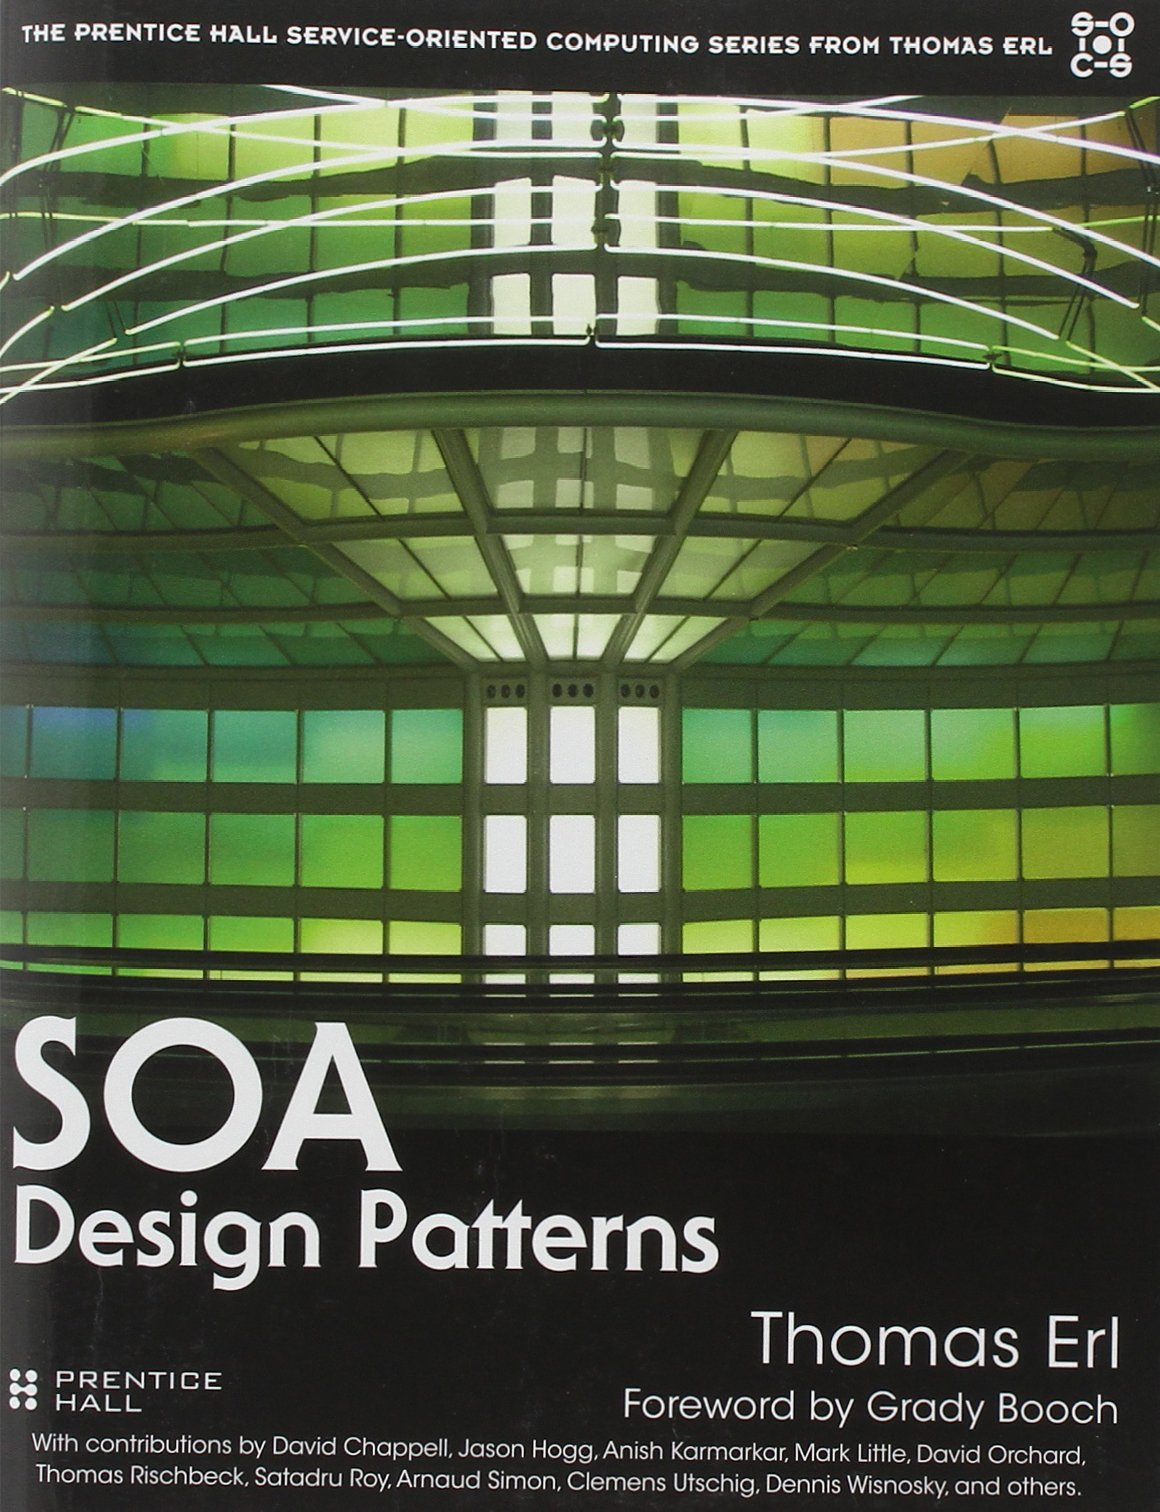 THE PRENTICE HALL SERVICE-ORIENTED COMPUTING SERIES FROM THOMAS ERL
S-O
C-S
SOA
Design Patterns
Thomas Erl
Foreword by Grady Booch
PRENTICE
HALL
With contributions by David Chappell, Jason Hogg, Anish Karmarkar, Mark Little, David Orchard,
Thomas Rischbeck, Satadru Roy, Arnaud Simon, Clemens Utschig, Dennis Wisnosky, and others.